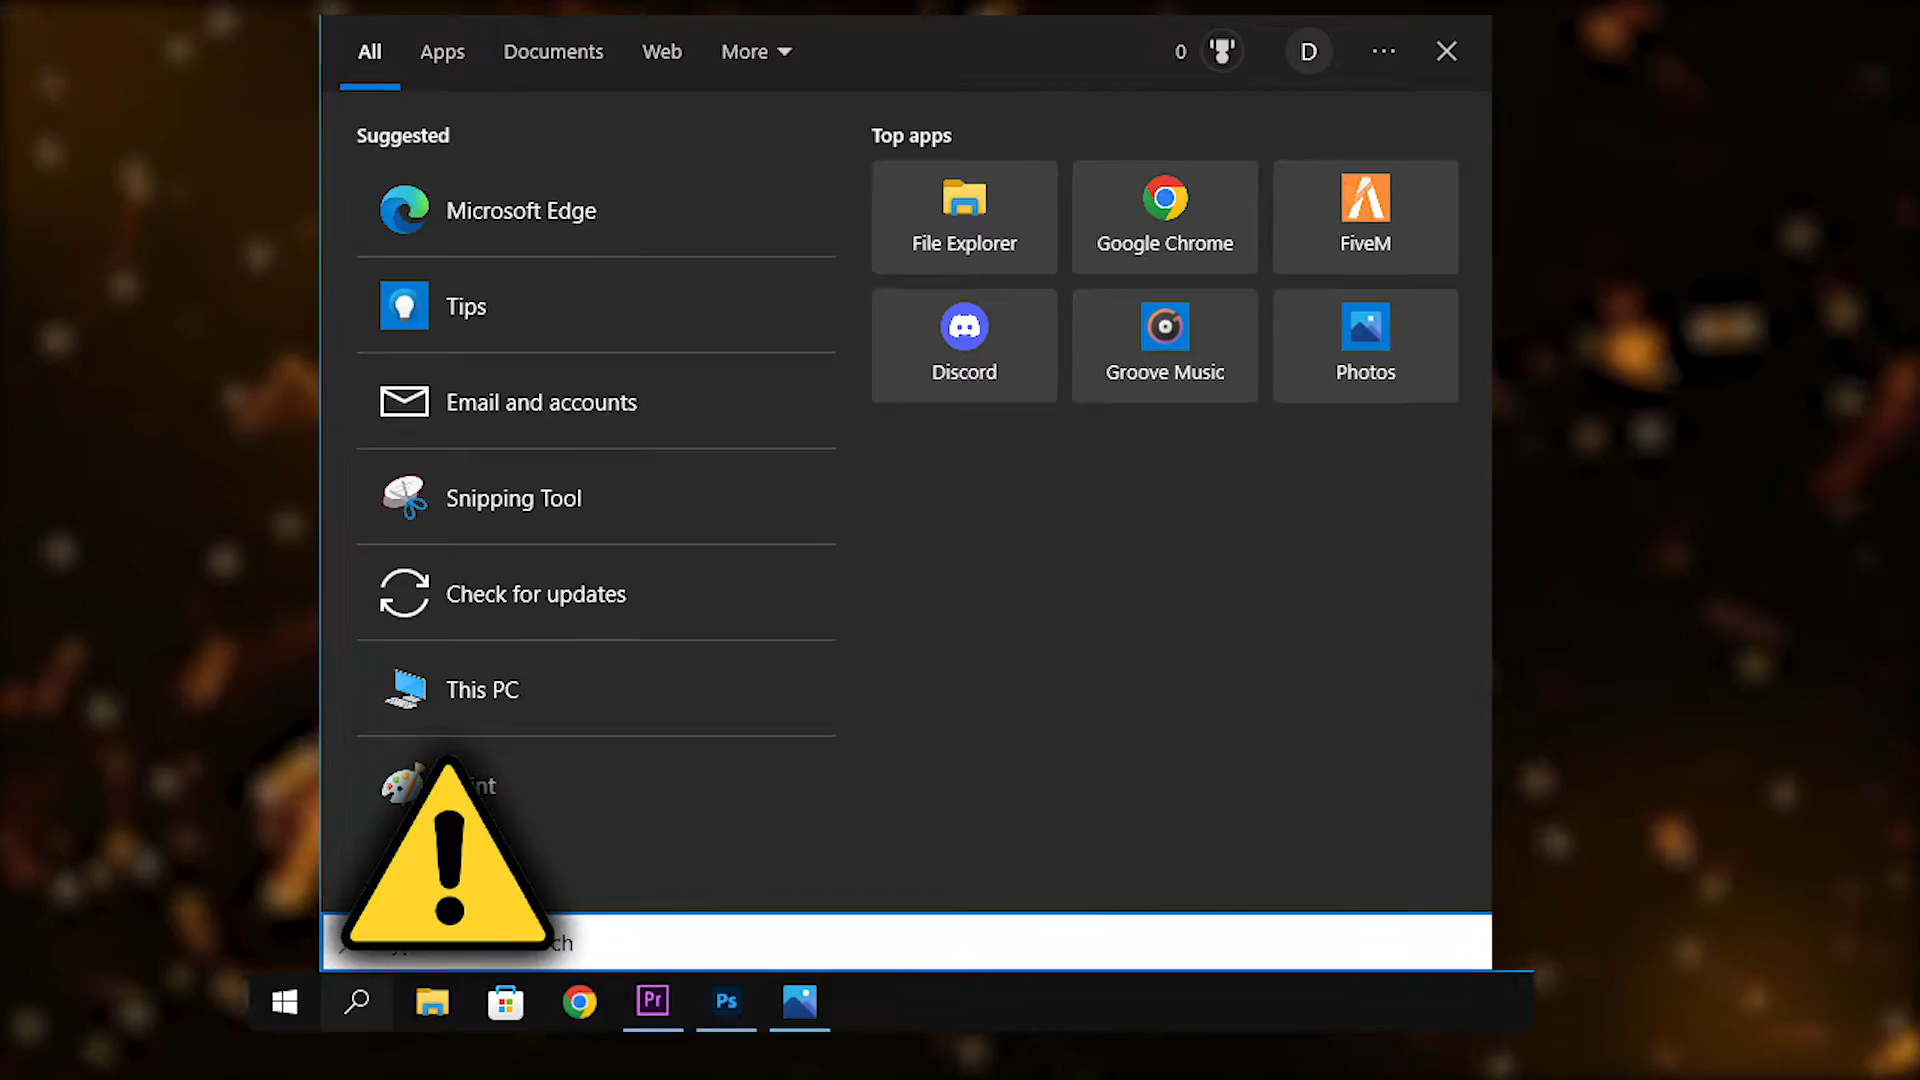 All Apps Documents Web More 0 D
Suggested
Top apps
Microsoft Edge
Tips
Email and accounts
Snipping Tool
Check for updates
This PC
File Explorer Google Chrome FiveM
Discord Groove Music Photos
Pr Ps